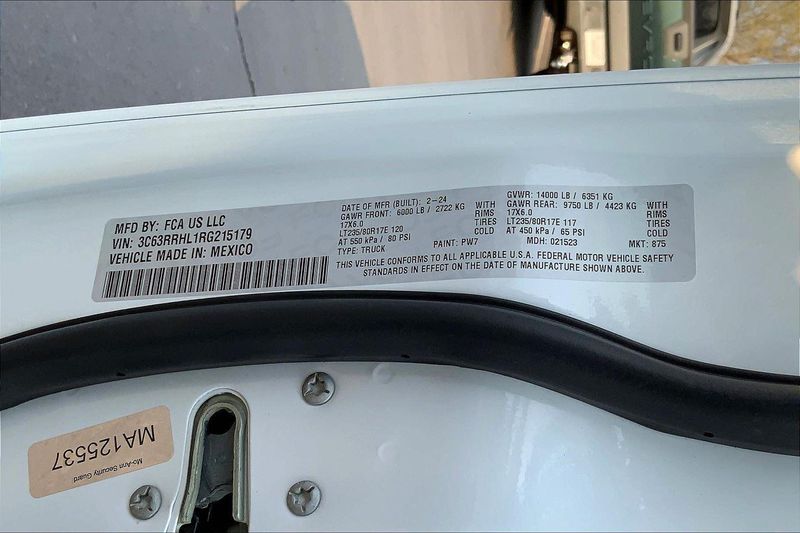 MFD BY: FCA US LLC
VIN: 3C63RRHL1RG215179
VEHICLE MADE IN: MEXICO
DATE OF MFR (BUILT): 2-24
GAWR FRONT: 6000 LB / 2722 KG WITH
17X6.0 RIMS
LT235/80R17E 120 TIRES
AT 550 kPa / 80 PSI COLD
TYPE: TRUCK PAINT: PW7
GVWR: 14000 LB / 6351 KG
GAWR REAR: 9750 LB / 4423 KG WITH
17X6.0 RIMS
LT235/80R17E 117 TIRES
AT 450 kPa / 65 PSI COLD
MDH: 021523 MKT: 875
THIS VEHICLE CONFORMS TO ALL APPLICABLE U.S.A. FEDERAL MOTOR VEHICLE SAFETY
STANDARDS IN EFFECT ON THE DATE OF MANUFACTURE SHOWN ABOVE.
Mo-Ann Security Guard
MA125537